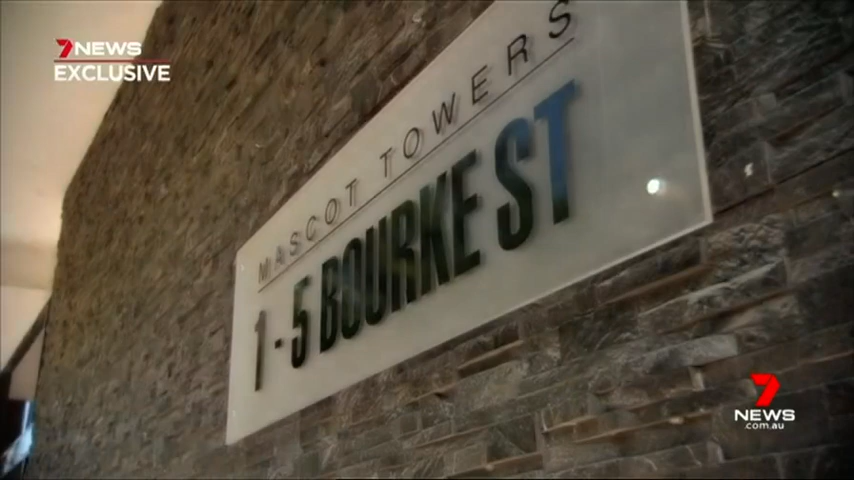 7NEWS
EXCLUSIVE
MASCOT TOWERS
1 - 5 BOURKE ST
7
NEWS
.com.au